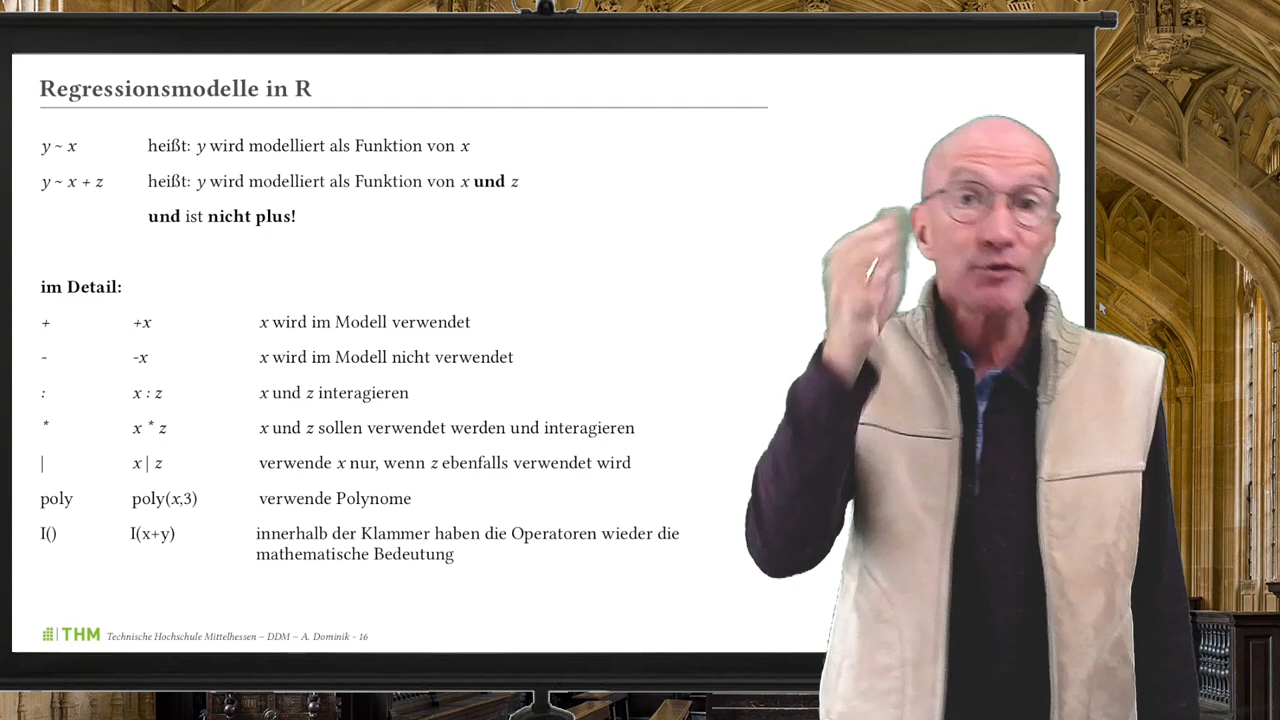 Regressionsmodelle in R
y ~ x heißt: y wird modelliert als Funktion von x
y ~ x + z heißt: y wird modelliert als Funktion von x und z
und ist nicht plus!
im Detail:
+ +x x wird im Modell verwendet
- -x x wird im Modell nicht verwendet
: x : z x und z interagieren
* x * z x und z sollen verwendet werden und interagieren
| x | z verwende x nur, wenn z ebenfalls verwendet wird
poly poly(x,3) verwende Polynome
I() I(x+y) innerhalb der Klammer haben die Operatoren wieder die
mathematische Bedeutung
THM Technische Hochschule Mittelhessen – DDM – A. Dominik - 16